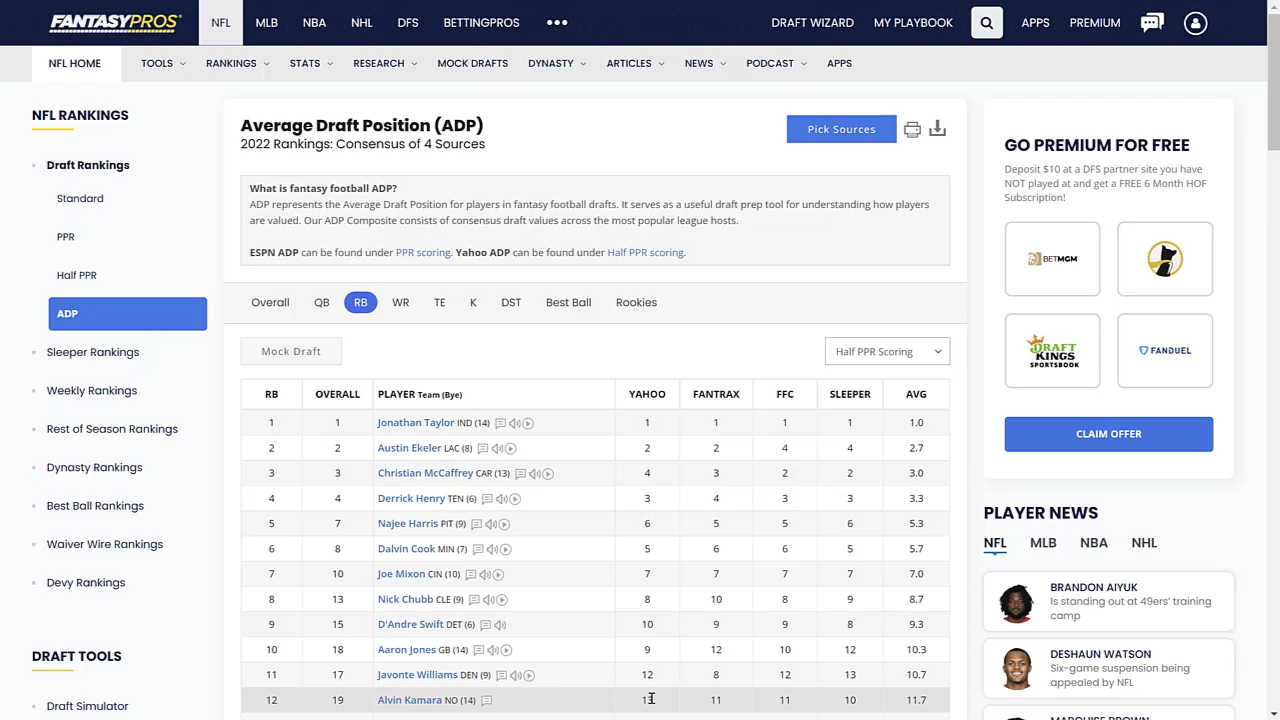 FANTASYPROS
NFL MLB NBA NHL DFS BETTINGPROS ••• DRAFT WIZARD MY PLAYBOOK APPS PREMIUM
NFL HOME TOOLS RANKINGS STATS RESEARCH MOCK DRAFTS DYNASTY ARTICLES NEWS PODCAST APPS
NFL RANKINGS
Draft Rankings
Standard
PPR
Half PPR
ADP
Sleeper Rankings
Weekly Rankings
Rest of Season Rankings
Dynasty Rankings
Best Ball Rankings
Waiver Wire Rankings
Devy Rankings
DRAFT TOOLS
Draft Simulator
Average Draft Position (ADP)
2022 Rankings: Consensus of 4 Sources
Pick Sources
What is fantasy football ADP?
ADP represents the Average Draft Position for players in fantasy football drafts. It serves as a useful draft prep tool for understanding how players
are valued. Our ADP Composite consists of consensus draft values across the most popular league hosts.
ESPN ADP can be found under PPR scoring. Yahoo ADP can be found under Half PPR scoring.
Overall QB RB WR TE K DST Best Ball Rookies
Mock Draft Half PPR Scoring
RB OVERALL PLAYER Team (Bye) YAHOO FANTRAX FFC SLEEPER AVG
1 1 Jonathan Taylor IND (14) 1 1 1 1 1.0
2 2 Austin Ekeler LAC (8) 2 2 4 4 2.7
3 3 Christian McCaffrey CAR (13) 4 3 2 2 3.0
4 4 Derrick Henry TEN (6) 3 4 3 3 3.3
5 7 Najee Harris PIT (9) 6 5 5 6 5.3
6 8 Dalvin Cook MIN (7) 5 6 6 5 5.7
7 10 Joe Mixon CIN (10) 7 7 7 7 7.0
8 13 Nick Chubb CLE (9) 8 10 8 9 8.7
9 15 D'Andre Swift DET (6) 10 9 9 8 9.3
10 18 Aaron Jones GB (14) 9 12 10 12 10.3
11 17 Javonte Williams DEN (9) 12 8 12 13 10.7
12 19 Alvin Kamara NO (14) 11 11 10 11.7
GO PREMIUM FOR FREE
Deposit $10 at a DFS partner site you have
NOT played at and get a FREE 6 Month HOF
Subscription!
BETMGM
DRAFT
KINGS
SPORTSBOOK
FANDUEL
CLAIM OFFER
PLAYER NEWS
NFL MLB NBA NHL
BRANDON AIYUK
Is standing out at 49ers' training
camp
DESHAUN WATSON
Six-game suspension being
appealed by NFL
MARQUISE BROWN